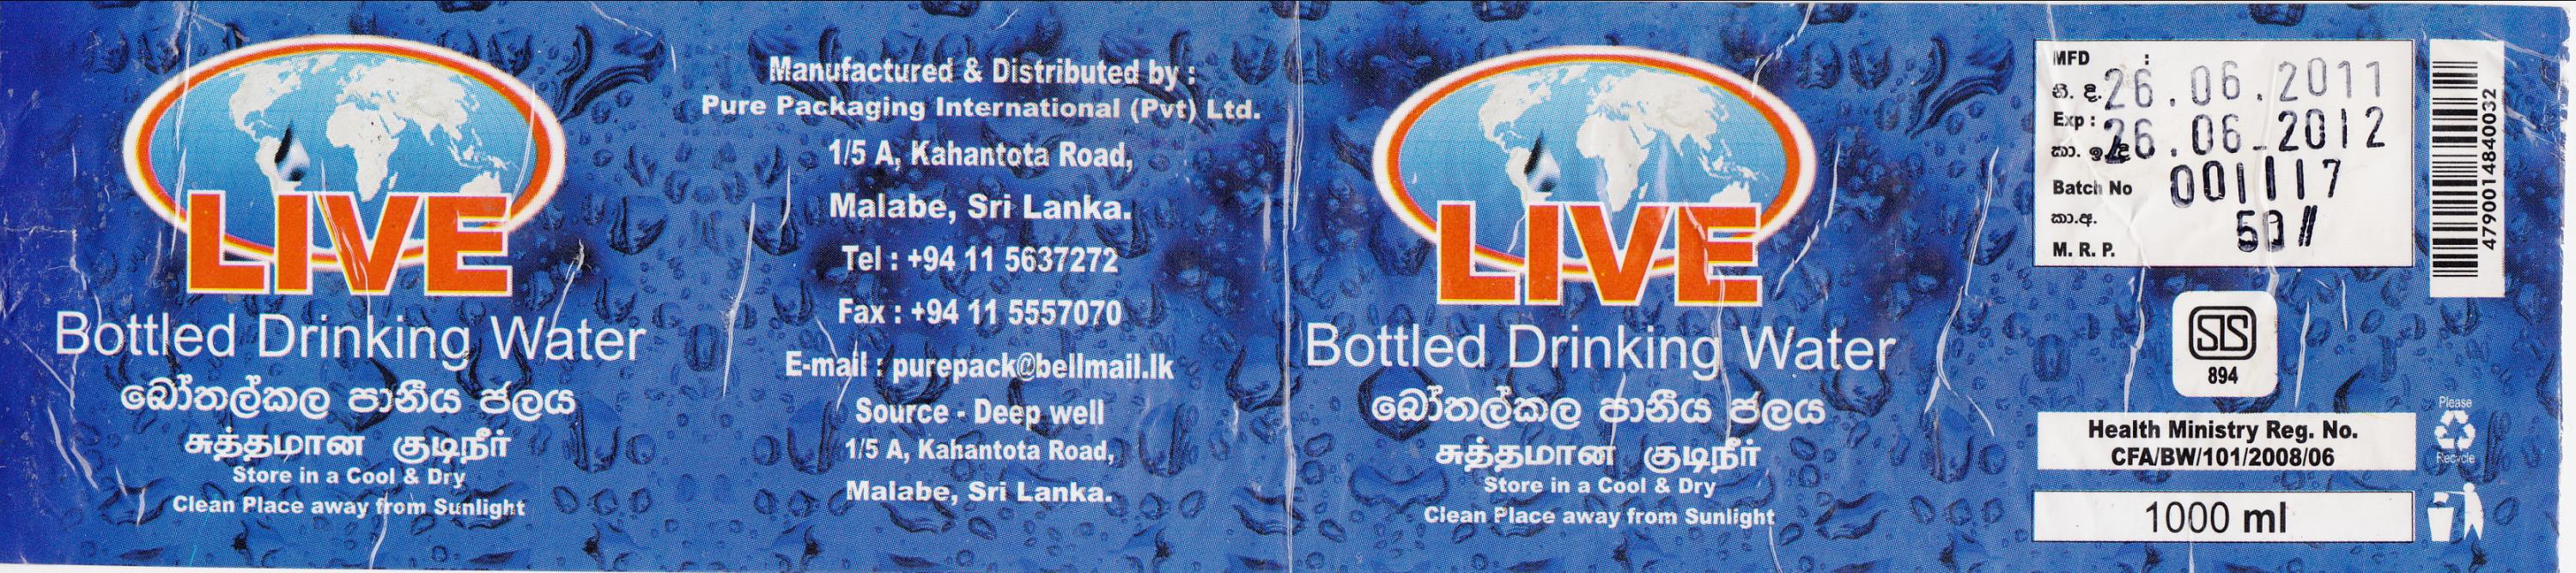 LIVE
Bottled Drinking Water
බෝතල්කල පානීය ජලය
சுத்தமான குடிநீர்
Store in a Cool & Dry
Clean Place away from Sunlight
Manufactured & Distributed by :
Pure Packaging International (Pvt) Ltd.
1/5 A, Kahantota Road,
Malabe, Sri Lanka.
Tel : +94 11 5637272
Fax : +94 11 5557070
E-mail : purepack@bellmail.lk
Source - Deep well
1/5 A, Kahantota Road,
Malabe, Sri Lanka.
LIVE
Bottled Drinking Water
බෝතල්කල පානීය ජලය
சுத்தமான குடிநீர்
Store in a Cool & Dry
Clean Place away from Sunlight
MFD :
නි. දි. 26.06.2011
Exp :
කා. ඉ. 26.06.2012
Batch No 001117
කා.අ.
50//
M. R. P.
4790014840032
SLS
894
Health Ministry Reg. No.
CFA/BW/101/2008/06
1000 ml
Please
Recycle